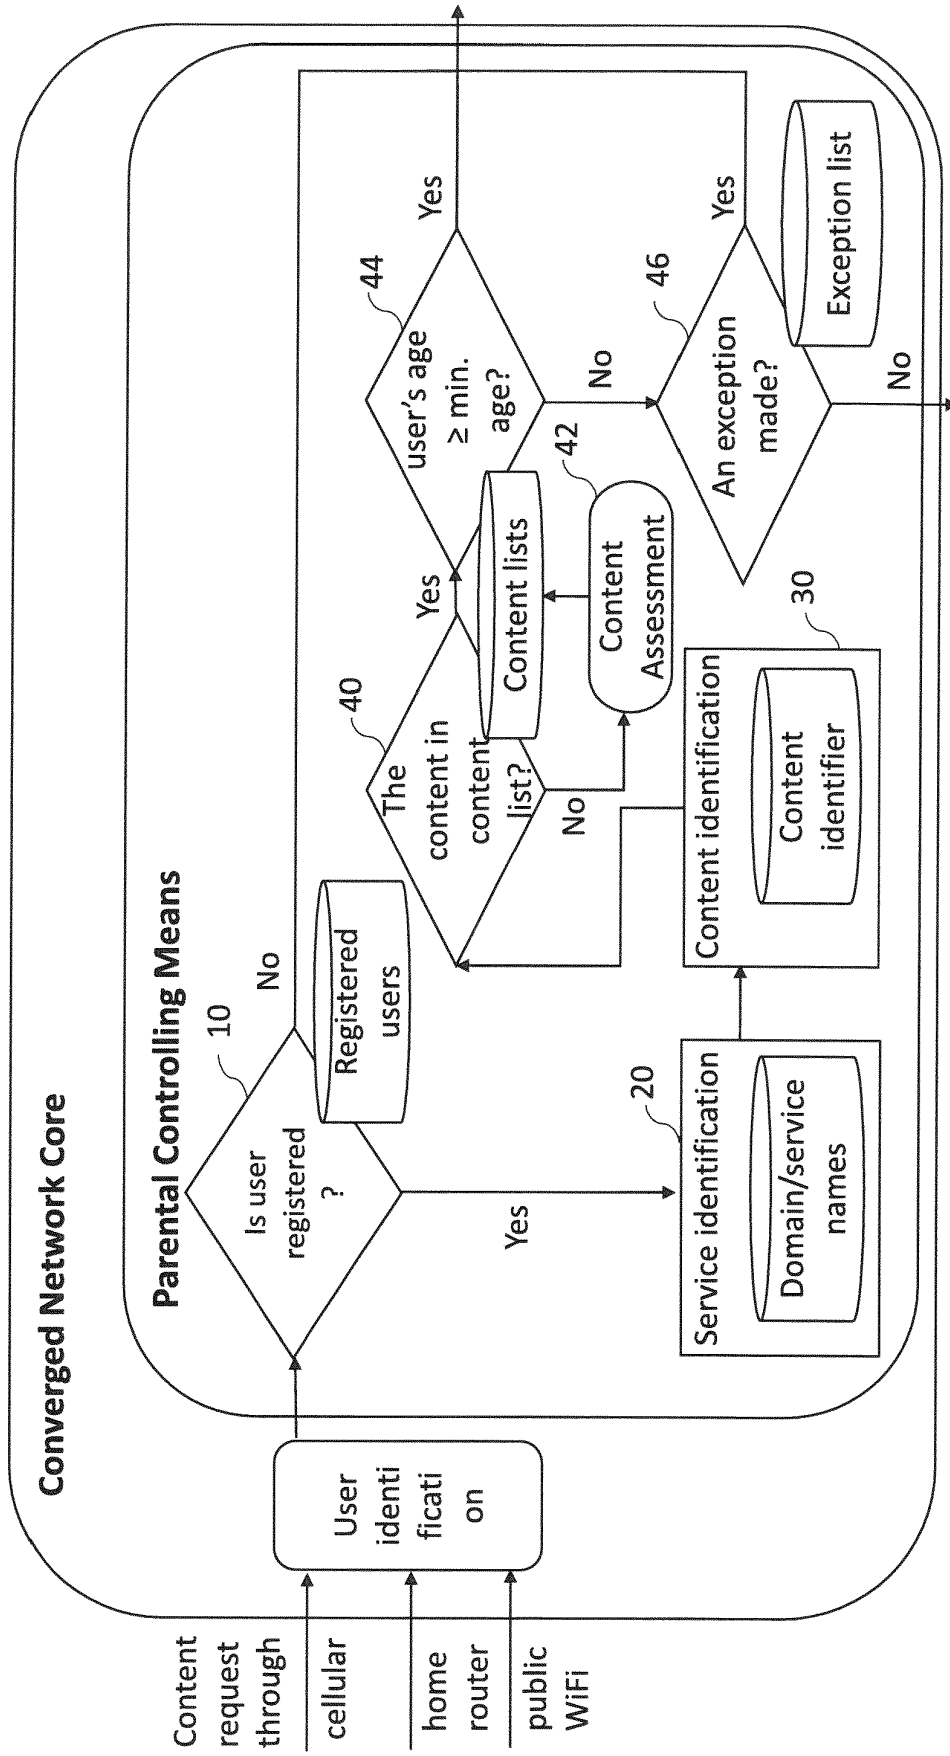 Converged Network Core
Parental Controlling Means
Content
request
through
cellular
home
router
public
WiFi
User
identi
ficati
on
10
Is user
registered
?
Registered
users
No
Yes
20
Service identification
Domain/service
names
30
Content identification
Content
identifier
40
The
content in
content
list?
Content lists
Yes
No
42
Content
Assessment
44
user's age
≥ min.
age?
Yes
No
46
An exception
made?
Exception list
Yes
No